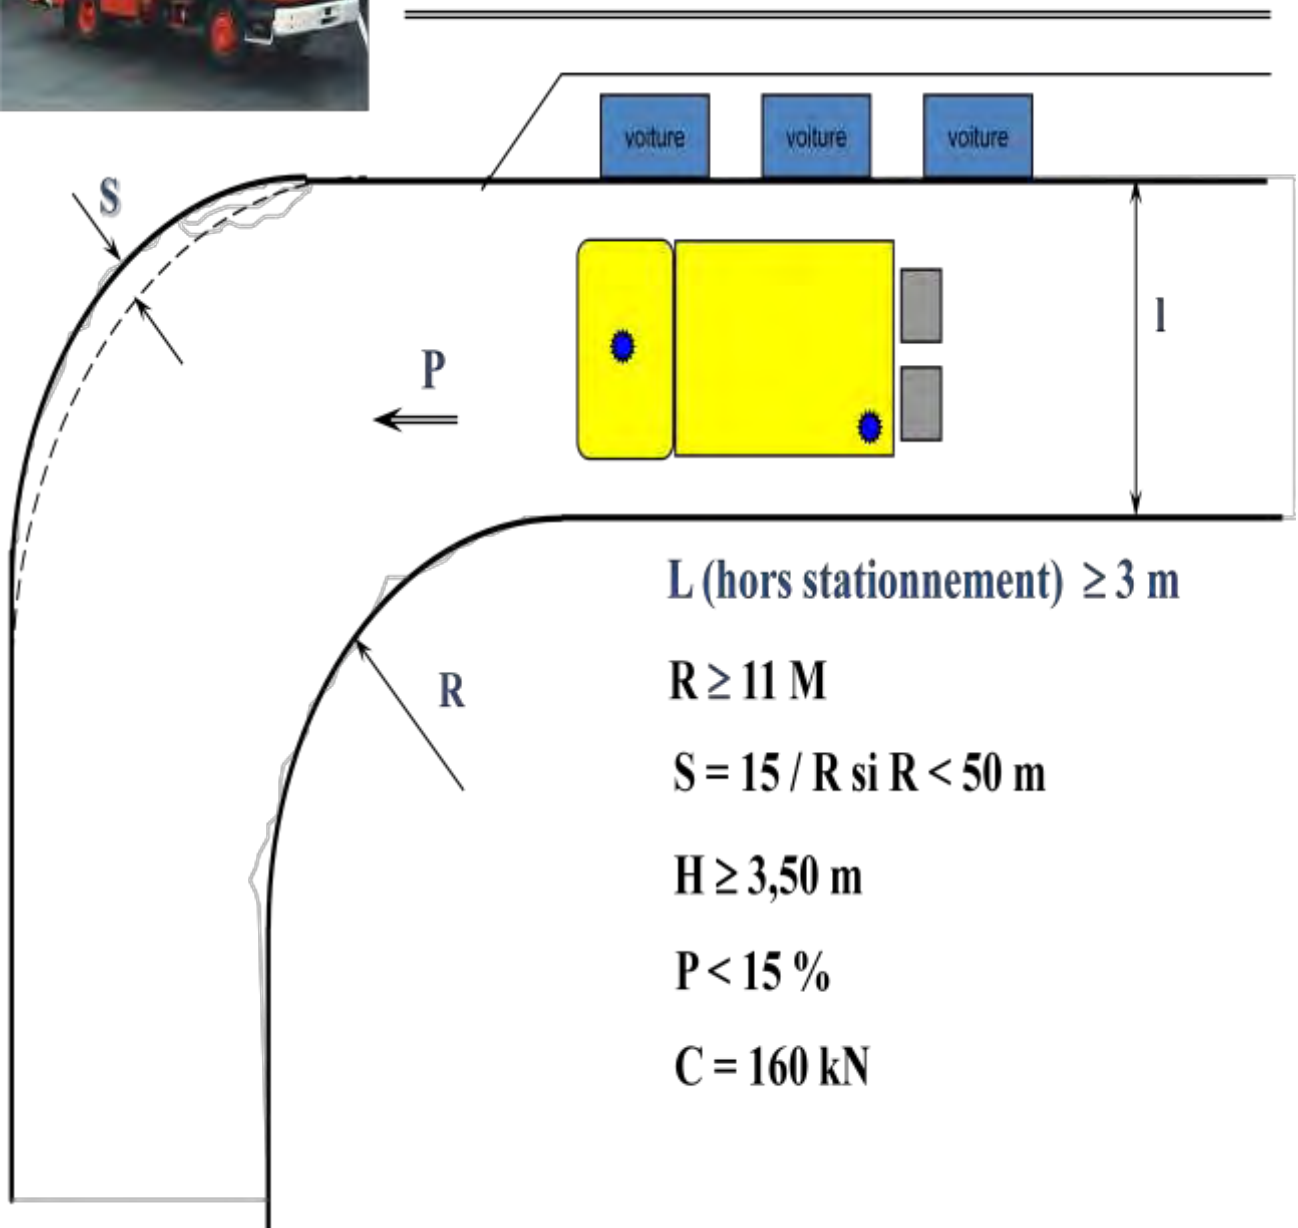 voiture voiture voiture
S
l
P
L (hors stationnement) ≥ 3 m
R ≥ 11 M
R
S = 15 / R si R < 50 m
H ≥ 3,50 m
P < 15 %
C = 160 kN